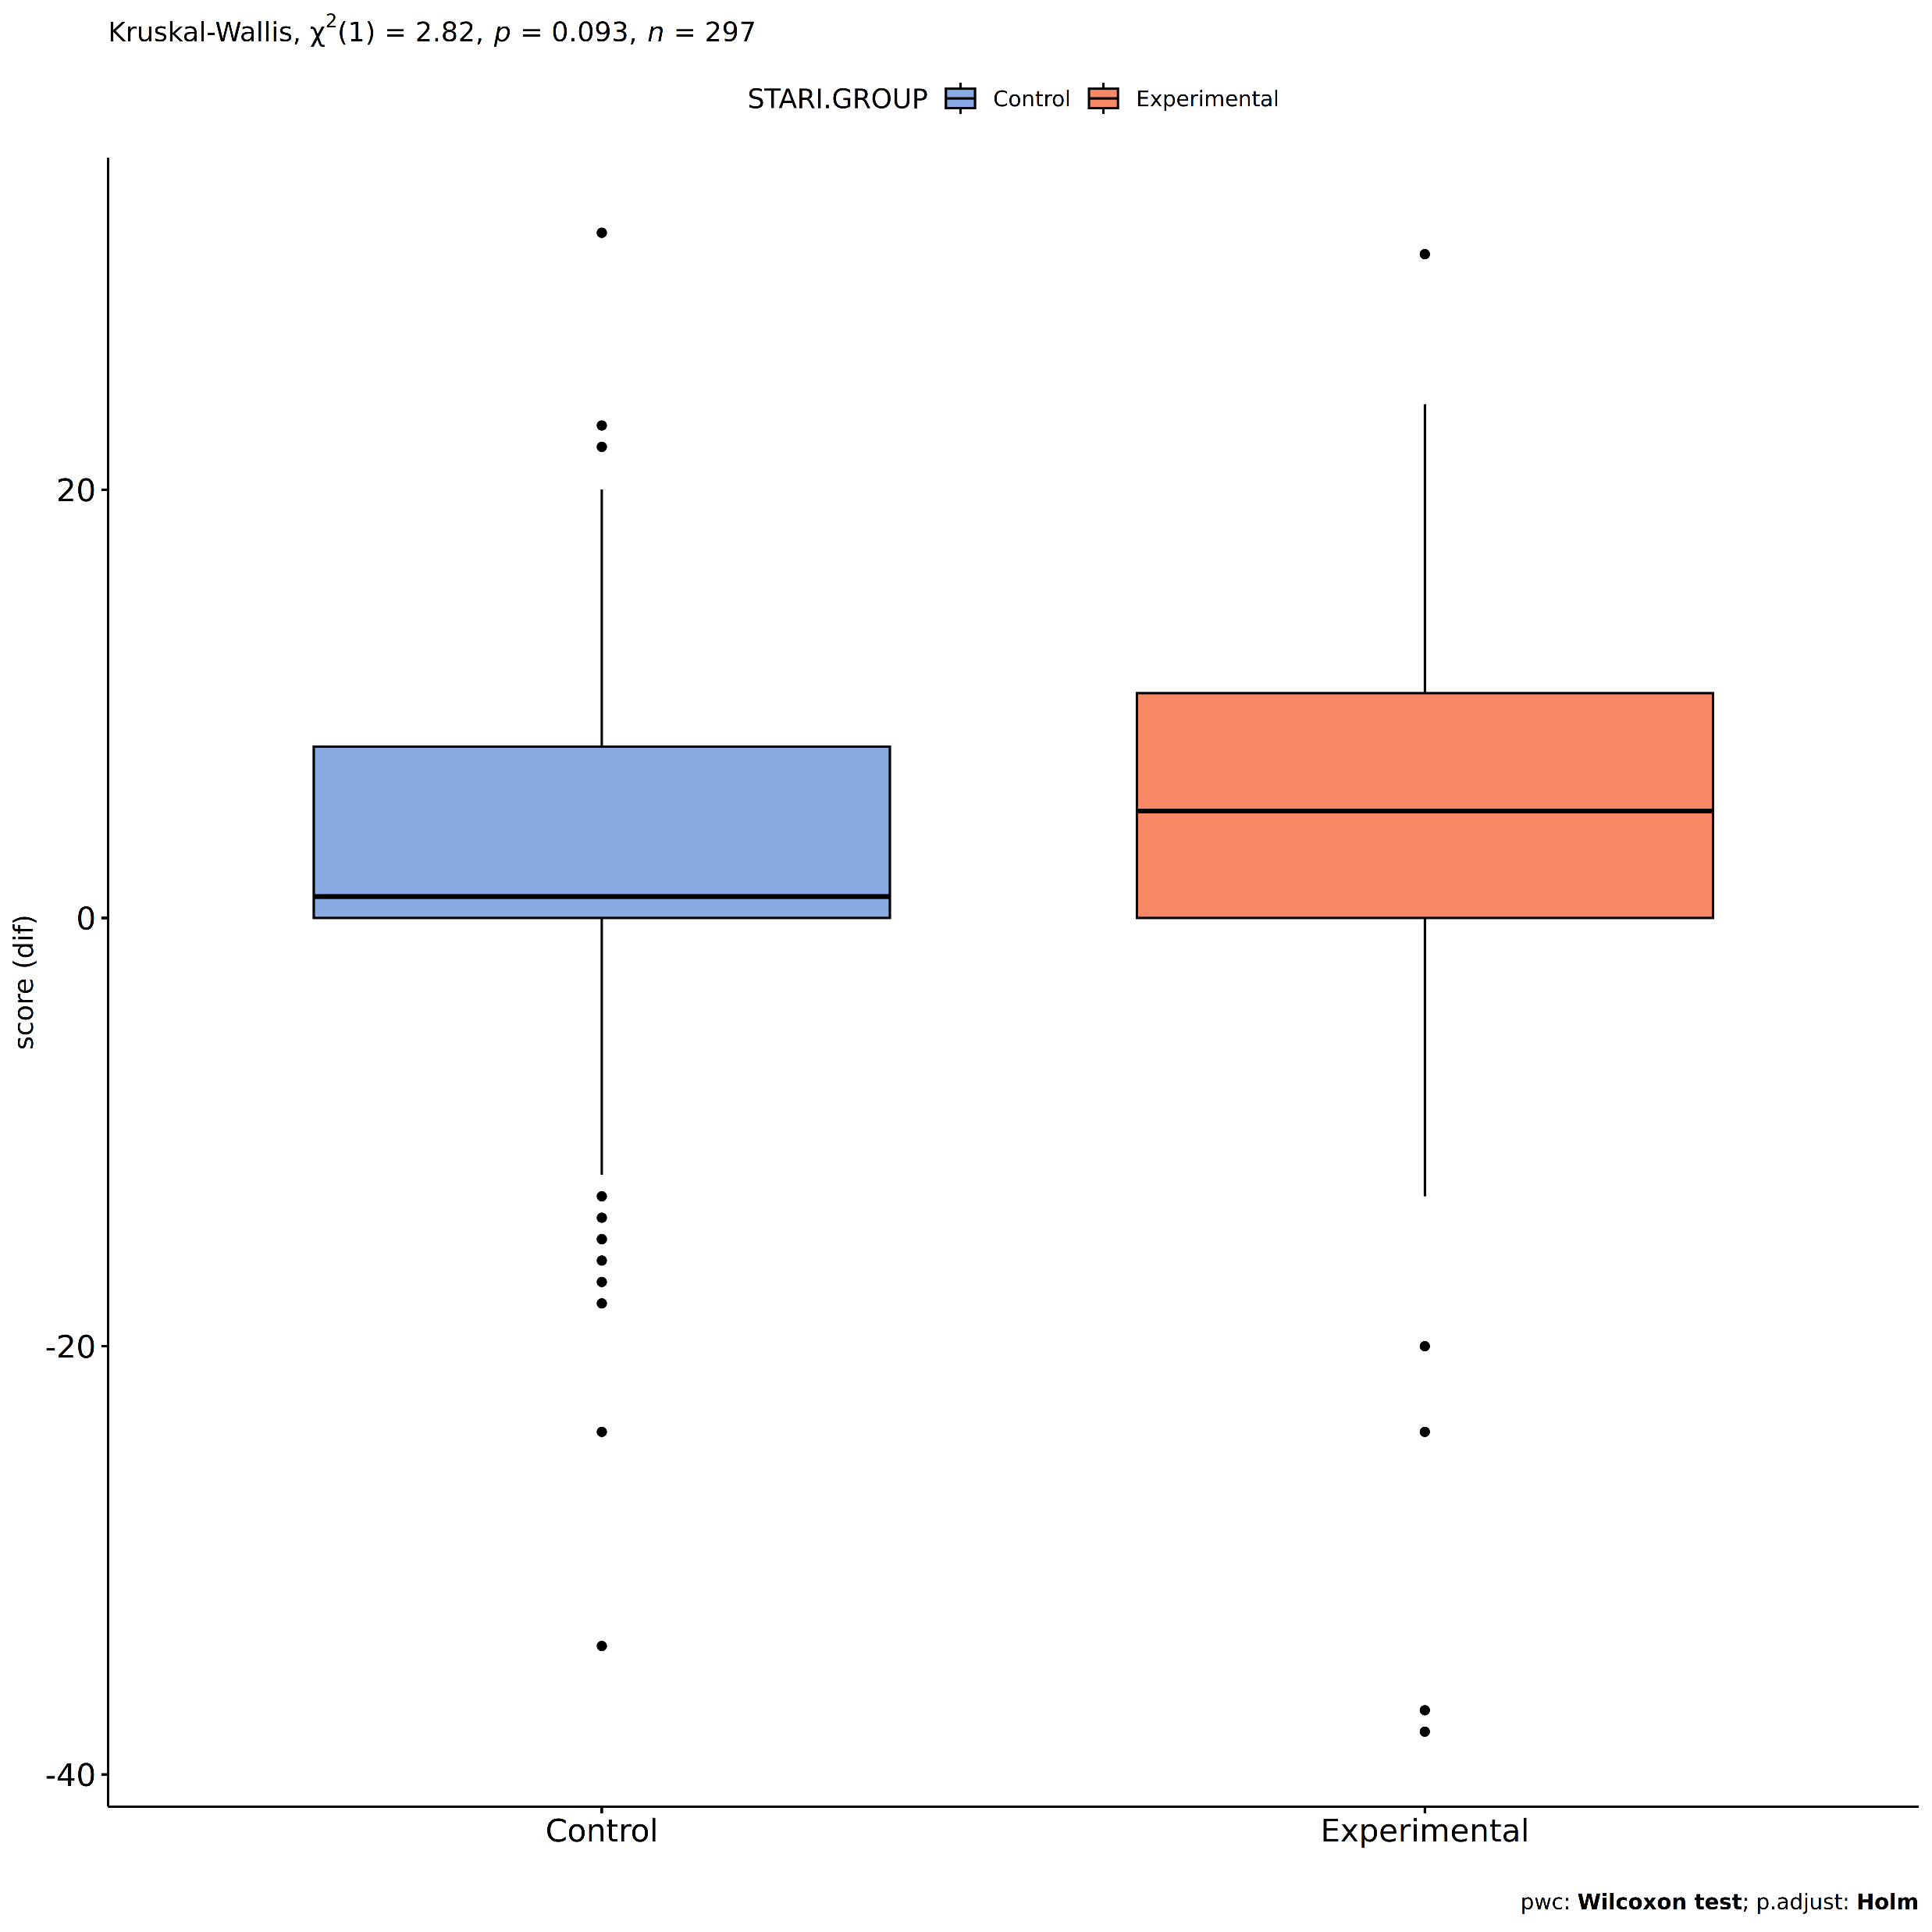 Kruskal-Wallis, χ²(1) = 2.82, p = 0.093, n = 297
STARI.GROUP Control Experimental
score (dif)
20
0
-20
-40
Control Experimental
pwc: Wilcoxon test; p.adjust: Holm